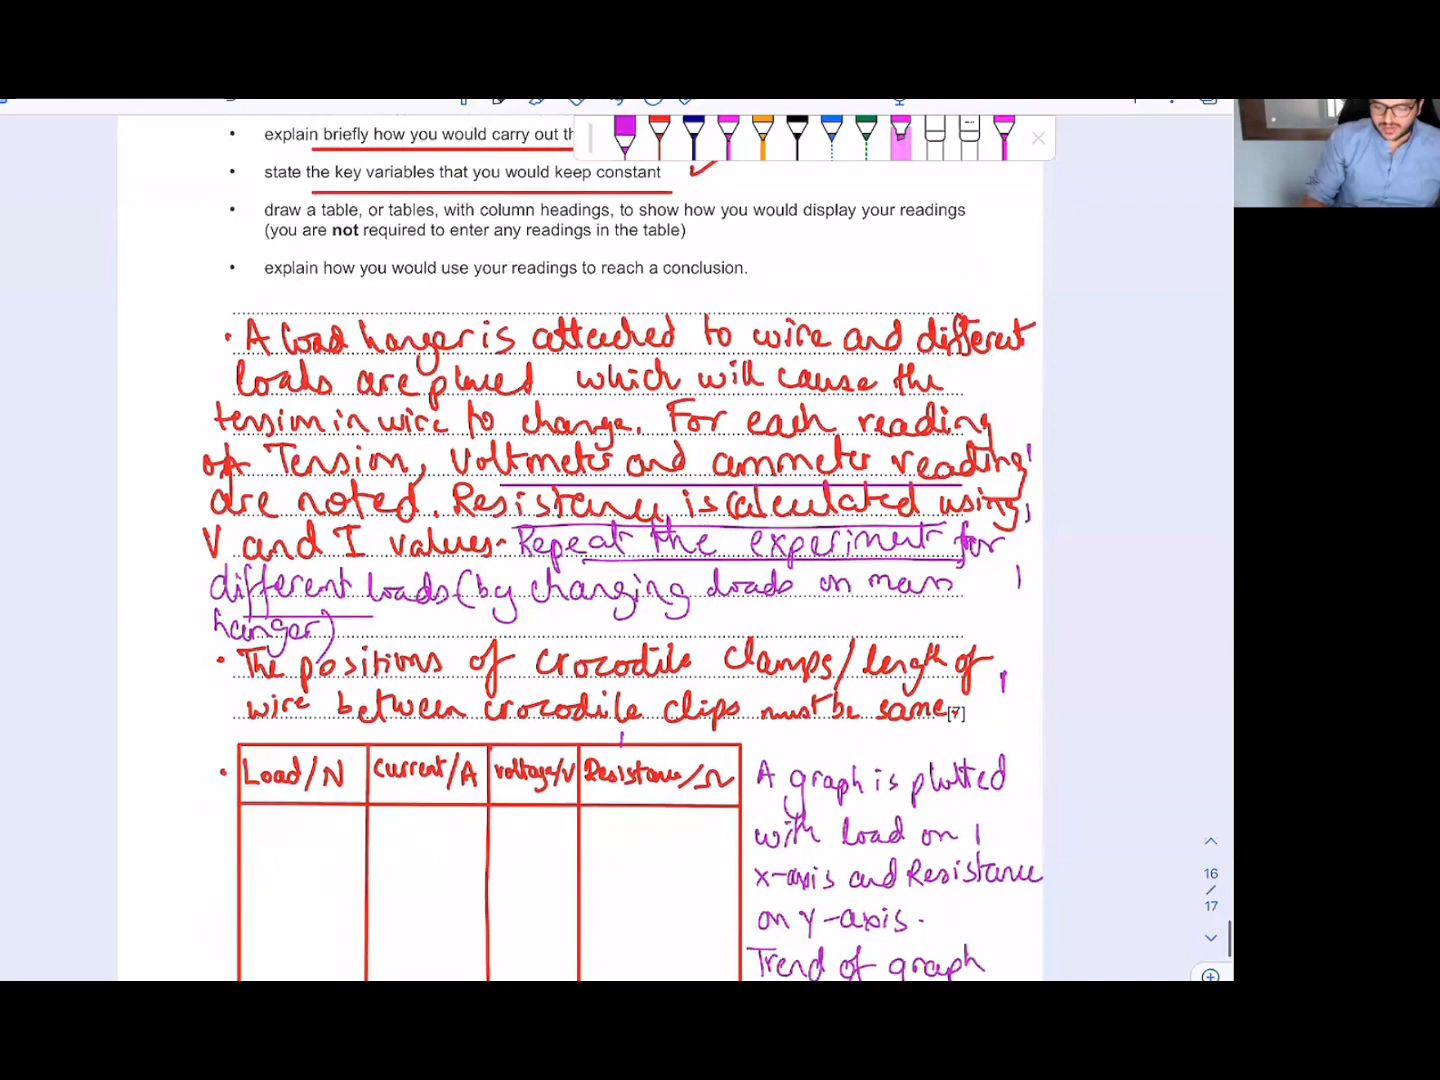 • explain briefly how you would carry out th
• state the key variables that you would keep constant
• draw a table, or tables, with column headings, to show how you would display your readings
(you are not required to enter any readings in the table)
• explain how you would use your readings to reach a conclusion.
• A load hanger is attached to wire and different
loads are placed which will cause the
tension in wire to change. For each reading
of Tension, Voltmeter and ammeter reading
are noted. Resistance is calculated using
V and I values. Repeat the experiment for
different loads (by changing loads on mass
hanger)
• The positions of crocodile clamps/length of
wire between crocodile clips must be same. [7]
• Load/N Current/A voltage/V Resistance/Ω
A graph is plotted
with load on
x-axis and Resistance
on Y-axis.
Trend of graph
16
/
17